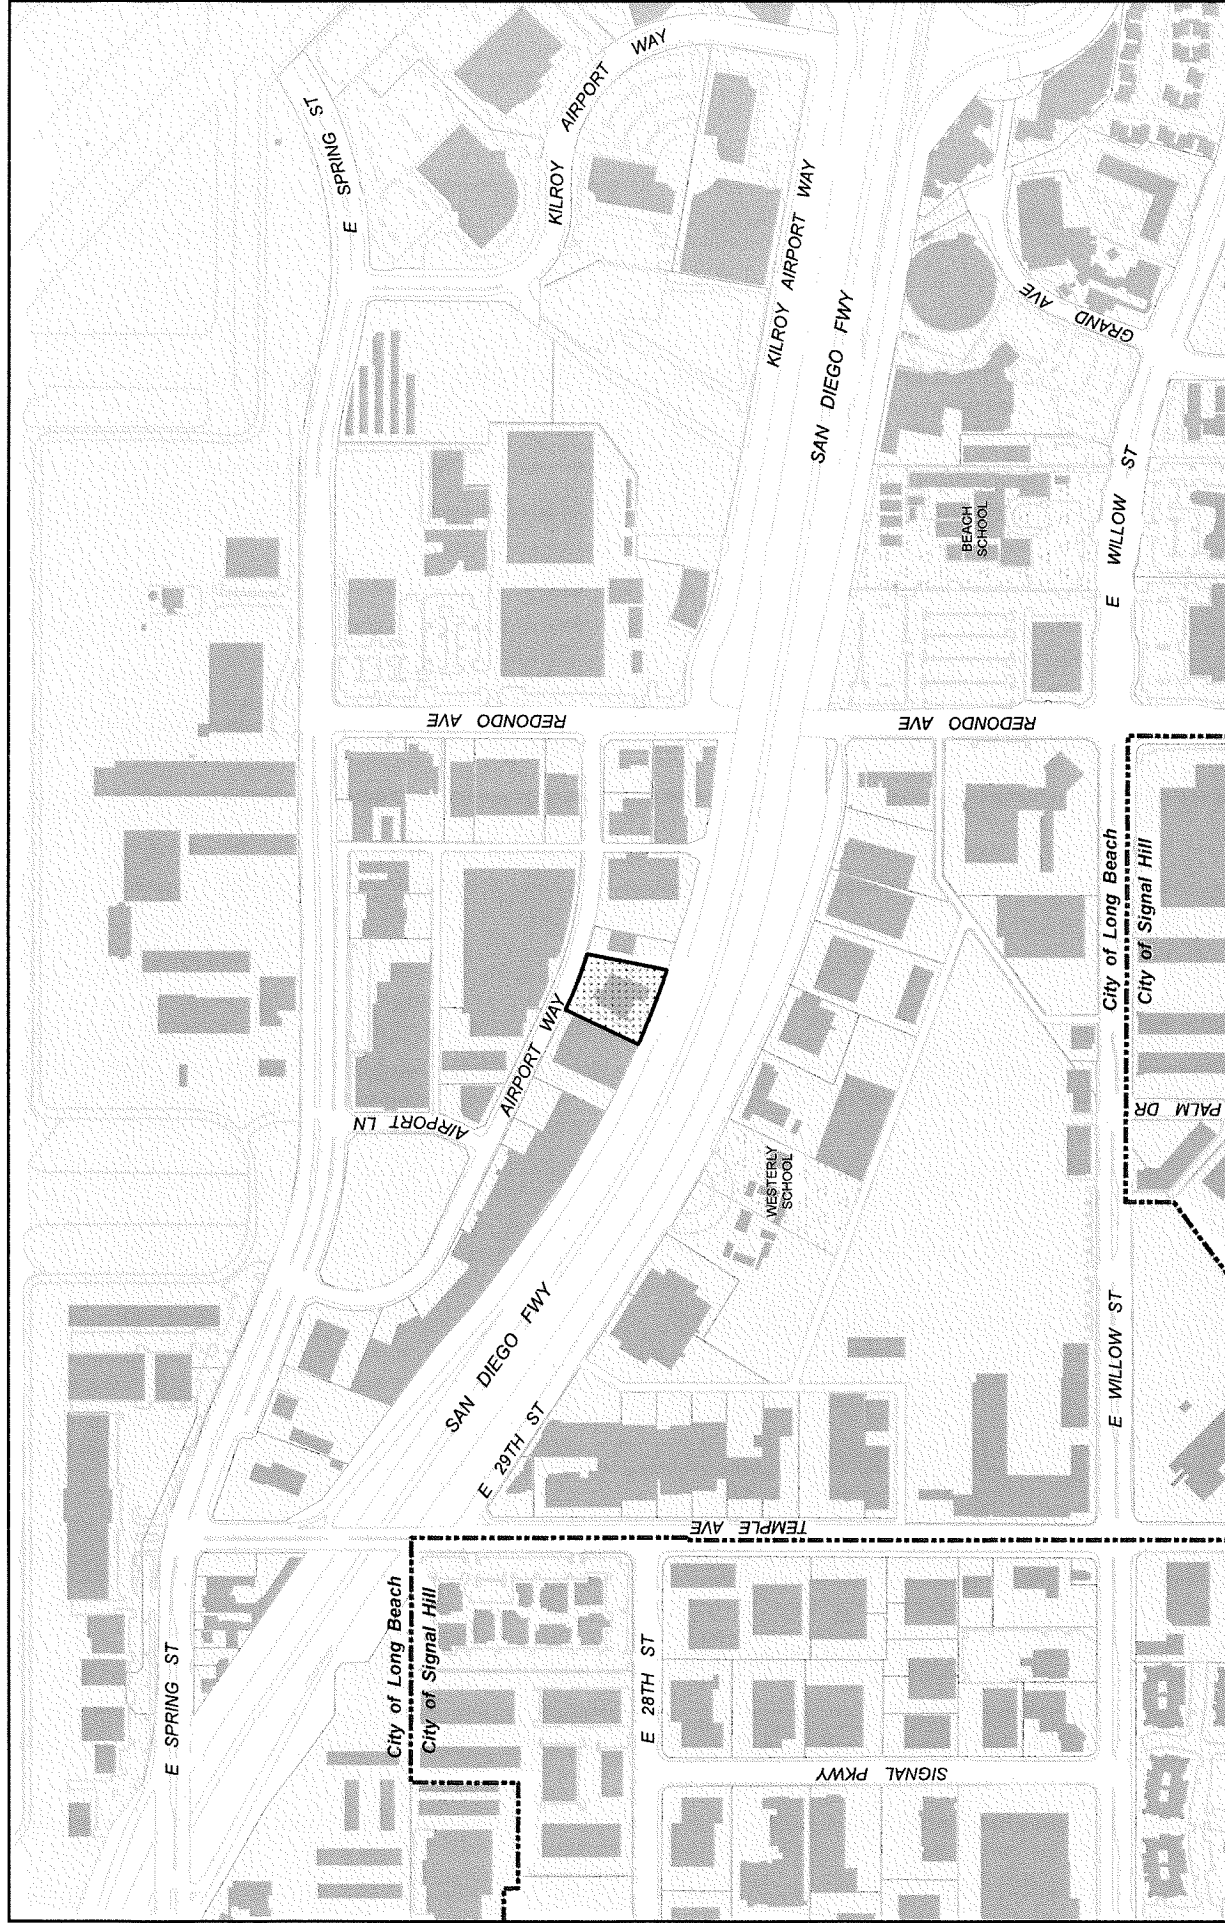 E SPRING ST
City of Long Beach
City of Signal Hill
E 28TH ST
SIGNAL PKWY
TEMPLE AVE
E 29TH ST
SAN DIEGO FWY
E WILLOW ST
WESTERLY
SCHOOL
AIRPORT LN
AIRPORT WAY
PALM DR
City of Long Beach
City of Signal Hill
REDONDO AVE
REDONDO AVE
E WILLOW ST
BEACH
SCHOOL
SAN DIEGO FWY
KILROY AIRPORT WAY
GRAND AVE
E SPRING ST
KILROY AIRPORT WAY